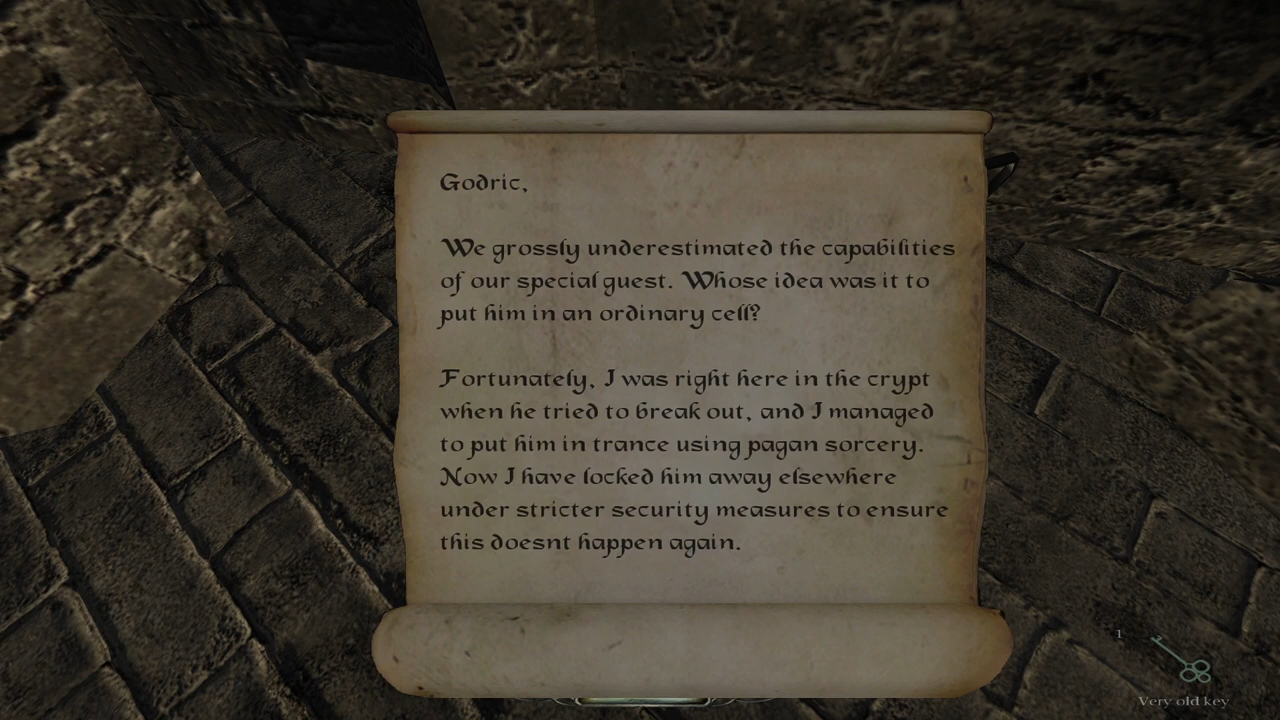 Godric,
We grossly underestimated the capabilities
of our special guest. Whose idea was it to
put him in an ordinary cell?
Fortunately, I was right here in the crypt
when he tried to break out, and I managed
to put him in trance using pagan sorcery.
Now I have locked him away elsewhere
under stricter security measures to ensure
this doesnt happen again.
1
Very old key